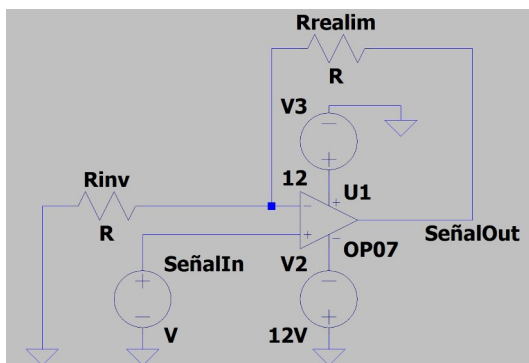 Rrealim
R
V3
Rinv
12
U1
R
SeñalOut
SeñalIn
V2
OP07
V
12V